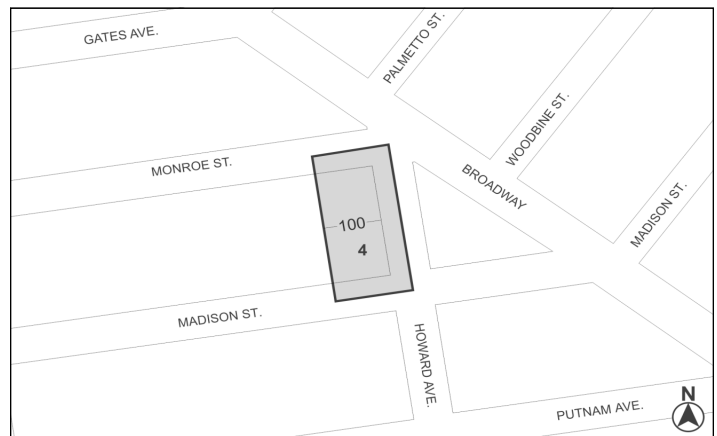 GATES AVE.
PALMETTO ST.
WOODBINE ST.
MONROE ST.
BROADWAY
MADISON ST.
100
4
MADISON ST.
HOWARD AVE.
PUTNAM AVE.
N